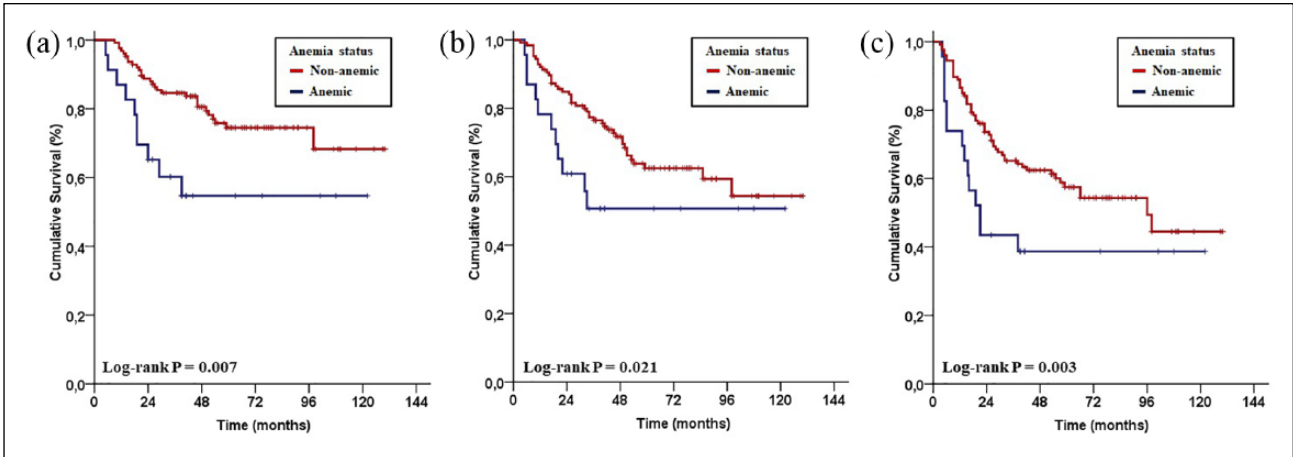 (a)
Anemia status
Non-anemic
Anemic
Cumulative Survival (%)
1,0
0,8
0,6
0,4
0,2
0,0
Log-rank P = 0.007
0 24 48 72 96 120 144
Time (months)
(b)
Anemia status
Non-anemic
Anemic
Cumulative Survival (%)
1,0
0,8
0,6
0,4
0,2
0,0
Log-rank P = 0.021
0 24 48 72 96 120 144
Time (months)
(c)
Anemia status
Non-anemic
Anemic
Cumulative Survival (%)
1,0
0,8
0,6
0,4
0,2
0,0
Log-rank P = 0.003
0 24 48 72 96 120 144
Time (months)